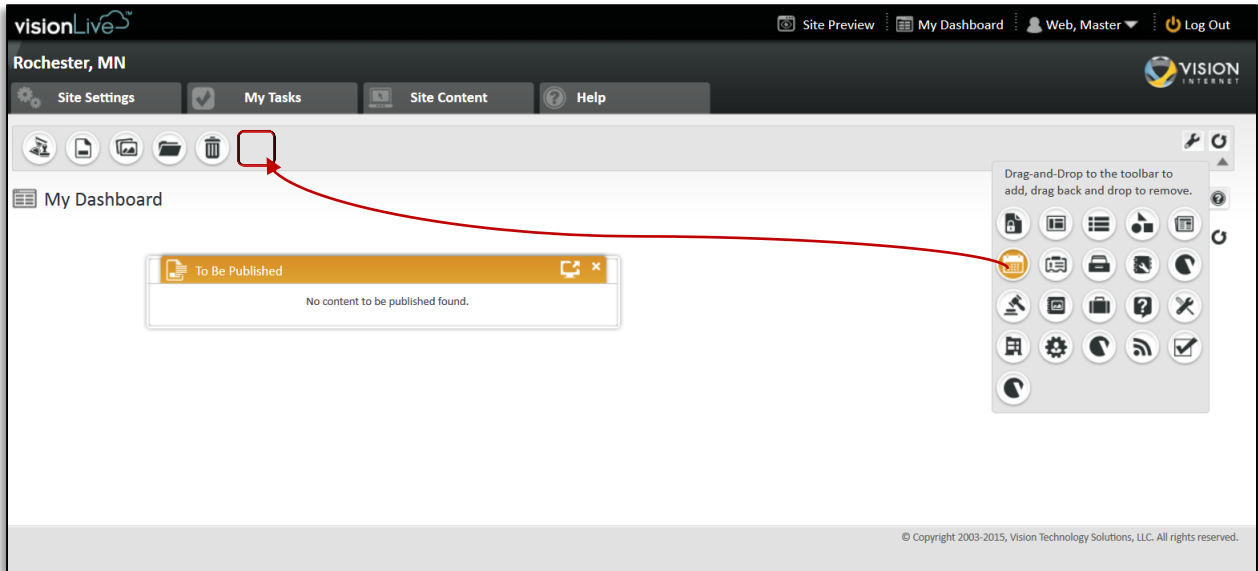 visionLive
Site Preview My Dashboard Web, Master Log Out
Rochester, MN
VISION
INTERNET
Site Settings My Tasks Site Content Help
Drag-and-Drop to the toolbar to
add, drag back and drop to remove.
My Dashboard
To Be Published
No content to be published found.
© Copyright 2003-2015, Vision Technology Solutions, LLC. All rights reserved.